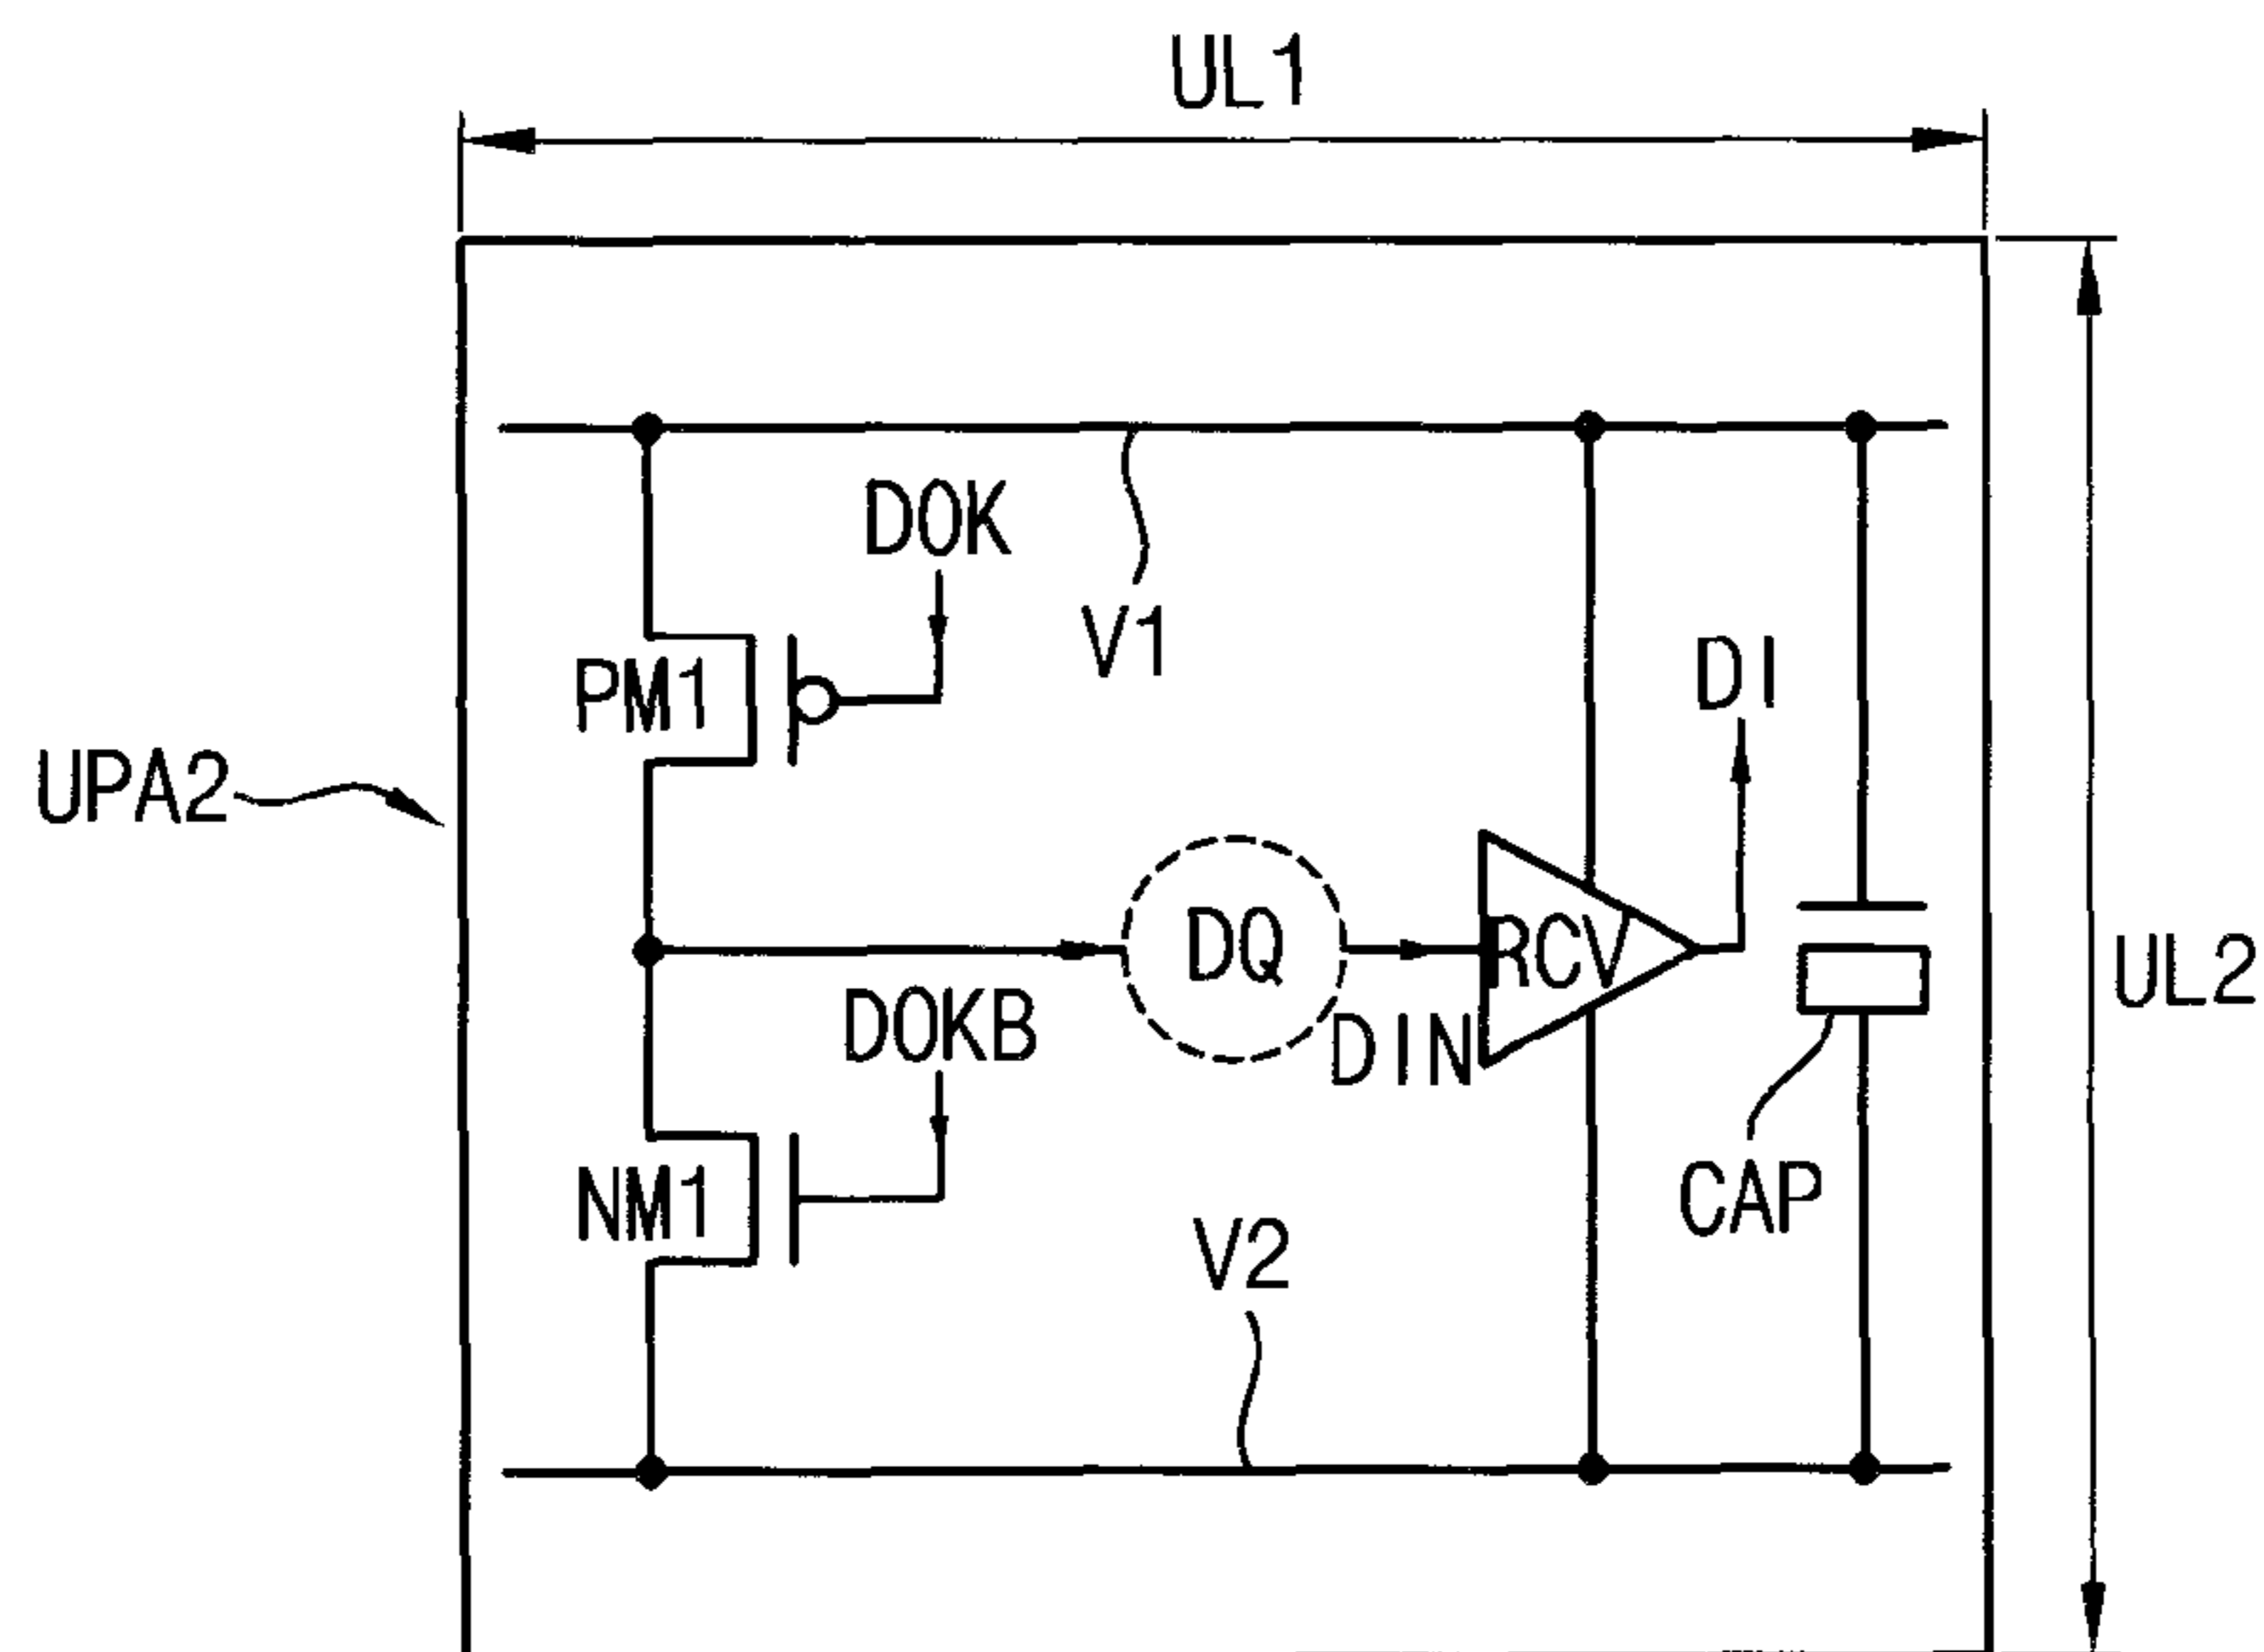 UL1
DOK
V1
PM1
DI
UPA2
DQ
RCV
UL2
DOKB
DIN
CAP
NM1
V2